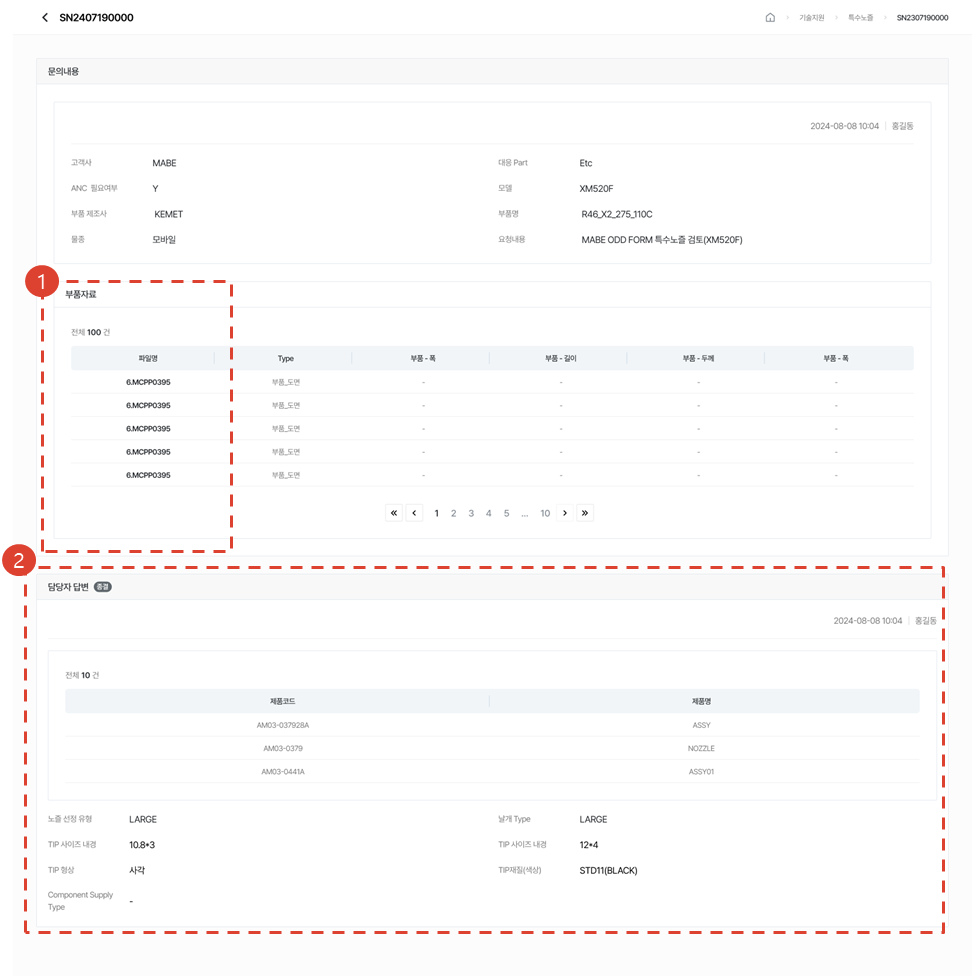 SN2407190000
기술지원 특수노즐 SN2307190000
문의내용
2024-08-08 10:04 홍길동
고객사 MABE 대응 Part Etc
ANC 필요여부 Y 모델 XM520F
부품 제조사 KEMET 부품명 R46_X2_275_110C
물종 모바일 요청내용 MABE ODD FORM 특수노즐 검토(XM520F)
1
부품자료
전체 100 건
파일명 Type 부품 - 폭 부품 - 길이 부품 - 두께 부품 - 폭
6.MCPP0395 부품_도면 - - - -
6.MCPP0395 부품_도면 - - - -
6.MCPP0395 부품_도면 - - - -
6.MCPP0395 부품_도면 - - - -
6.MCPP0395 부품_도면 - - - -
« ‹ 1 2 3 4 5 ... 10 › »
2
담당자 답변 종결
2024-08-08 10:04 홍길동
전체 10 건
제품코드 제품명
AM03-037928A ASSY
AM03-0379 NOZZLE
AM03-0441A ASSY01
노즐 선정 유형 LARGE 날개 Type LARGE
TIP 사이즈 내경 10.8*3 TIP 사이즈 내경 12*4
TIP 형상 사각 TIP재질(색상) STD11(BLACK)
Component Supply
Type -